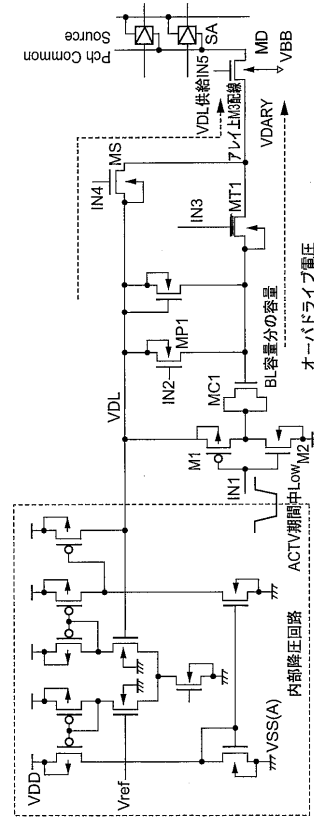 VDD
Vref
VSS(A)
内部降圧回路
VDL
M1
M2
IN1
ACTV期間中Low
MC1
BL容量分の容量
IN2
MP1
IN3
MT1
IN4
MS
オーバドライブ電圧
VDARY
VDL供給IN5
アレイ上M3配線
MD
VBB
SA
Pch Common
Source